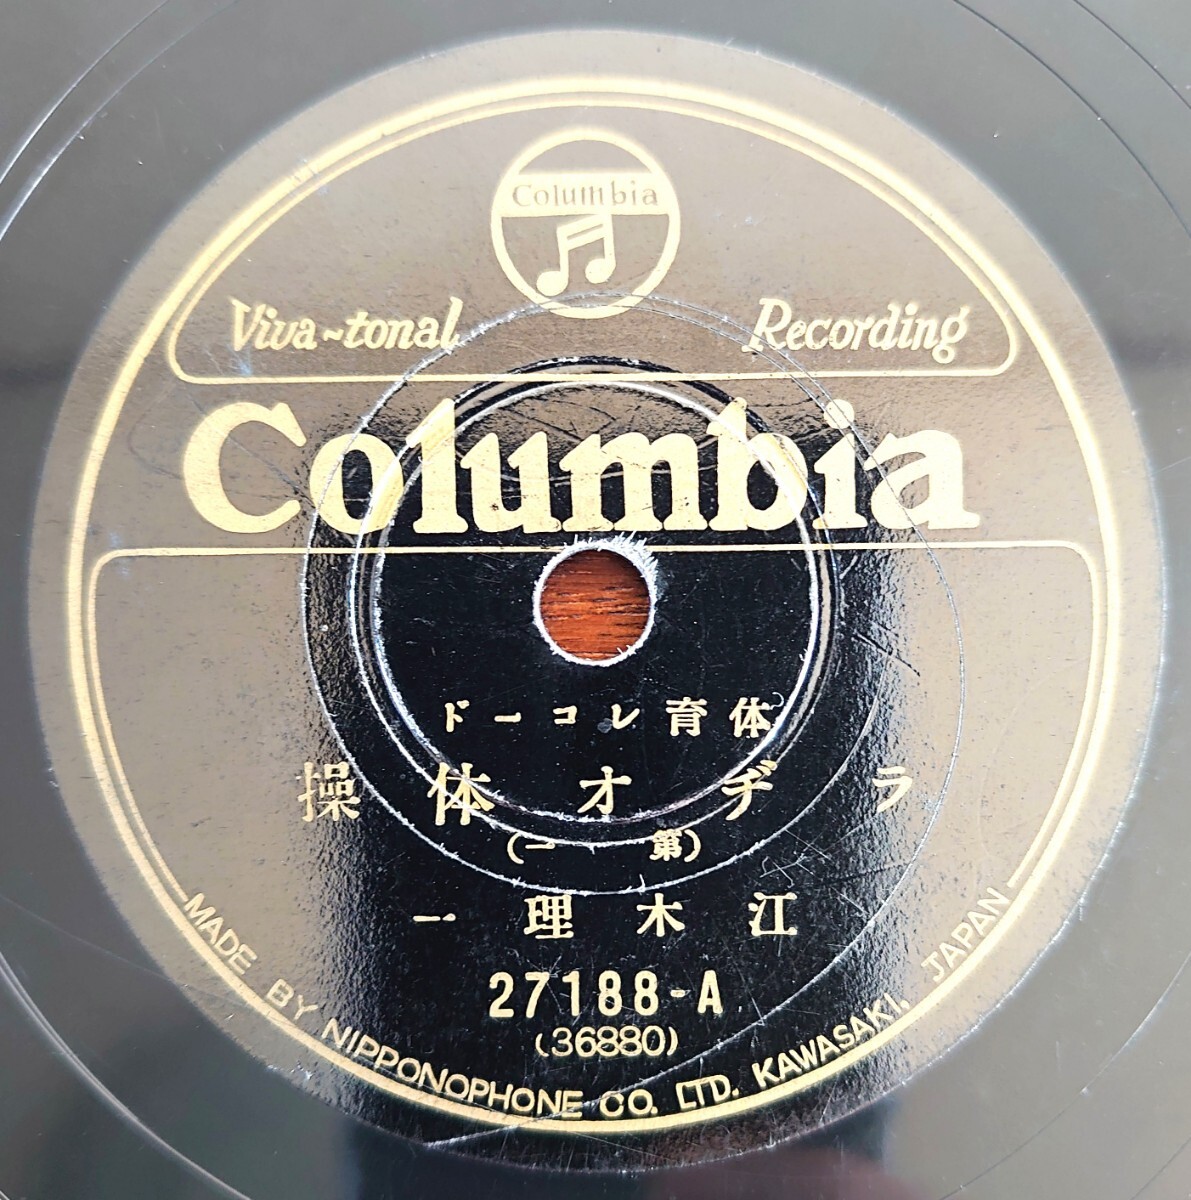 Columbia
Viva-tonal Recording
Columbia
体育レコード
ラヂオ体操
(第一)
江木理一
27188-A
(36880)
MADE BY NIPPONOPHONE CO. LTD. KAWASAKI, JAPAN